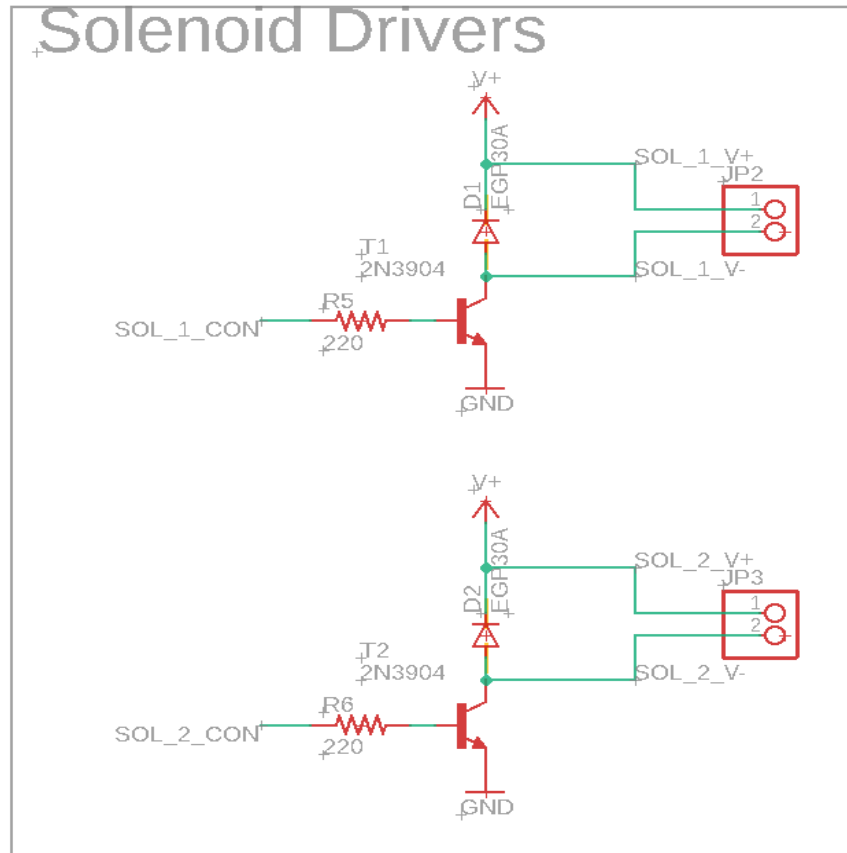 Solenoid Drivers
V+
D1
EGP30A
SOL_1_V+
JP2
1
2
SOL_1_V-
T1
2N3904
R5
220
SOL_1_CON
GND
V+
D2
EGP30A
SOL_2_V+
JP3
1
2
SOL_2_V-
T2
2N3904
R6
220
SOL_2_CON
GND